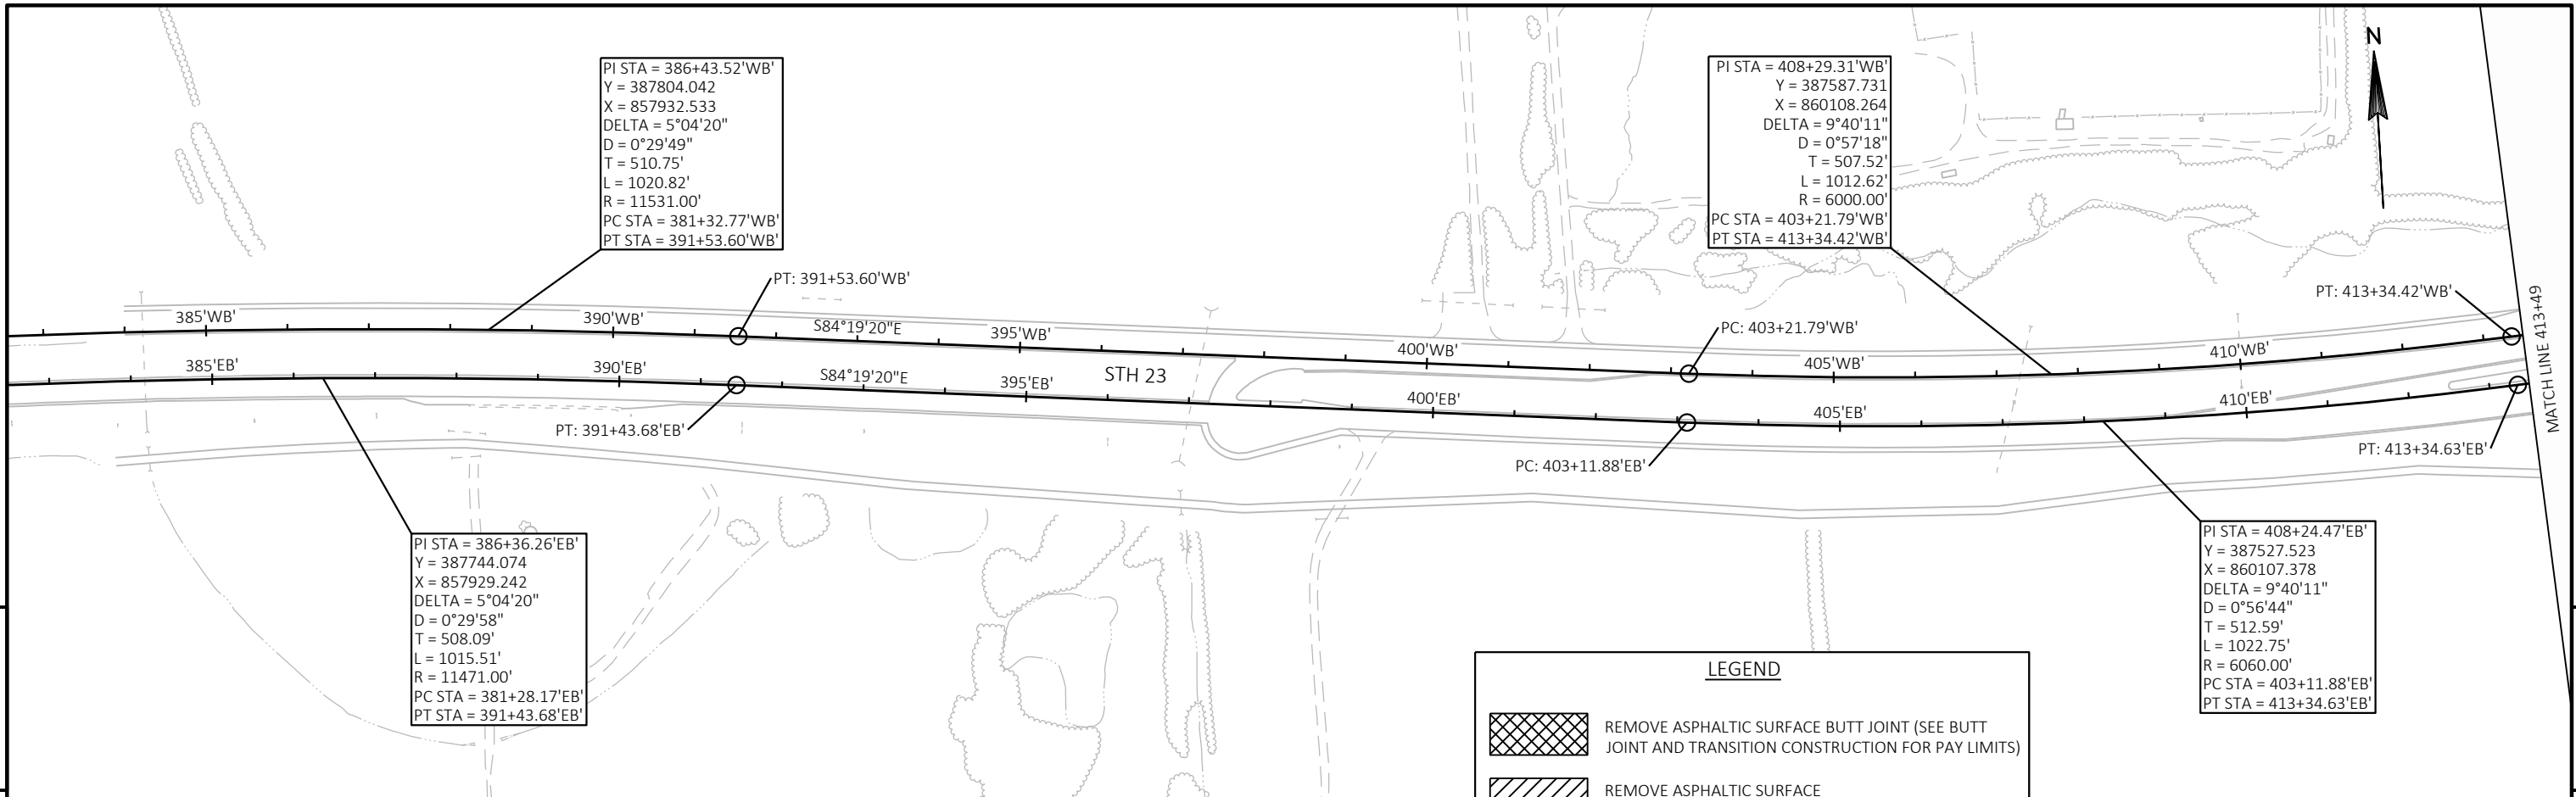 PI STA = 386+43.52'WB'
Y = 387804.042
X = 857932.533
DELTA = 5°04'20"
D = 0°29'49"
T = 510.75'
L = 1020.82'
R = 11531.00'
PC STA = 381+32.77'WB'
PT STA = 391+53.60'WB'
PI STA = 408+29.31'WB'
Y = 387587.731
X = 860108.264
DELTA = 9°40'11"
D = 0°57'18"
T = 507.52'
L = 1012.62'
R = 6000.00'
PC STA = 403+21.79'WB'
PT STA = 413+34.42'WB'
N
PT: 391+53.60'WB'
PT: 413+34.42'WB'
385'WB'
390'WB'
S84°19'20"E
395'WB'
PC: 403+21.79'WB'
400'WB'
405'WB'
410'WB'
MATCH LINE 413+49
385'EB'
390'EB'
S84°19'20"E
395'EB'
STH 23
400'EB'
405'EB'
410'EB'
PT: 391+43.68'EB'
PC: 403+11.88'EB'
PT: 413+34.63'EB'
PI STA = 386+36.26'EB'
Y = 387744.074
X = 857929.242
DELTA = 5°04'20"
D = 0°29'58"
T = 508.09'
L = 1015.51'
R = 11471.00'
PC STA = 381+28.17'EB'
PT STA = 391+43.68'EB'
PI STA = 408+24.47'EB'
Y = 387527.523
X = 860107.378
DELTA = 9°40'11"
D = 0°56'44"
T = 512.59'
L = 1022.75'
R = 6060.00'
PC STA = 403+11.88'EB'
PT STA = 413+34.63'EB'
LEGEND
REMOVE ASPHALTIC SURFACE BUTT JOINT (SEE BUTT
JOINT AND TRANSITION CONSTRUCTION FOR PAY LIMITS)
REMOVE ASPHALTIC SURFACE